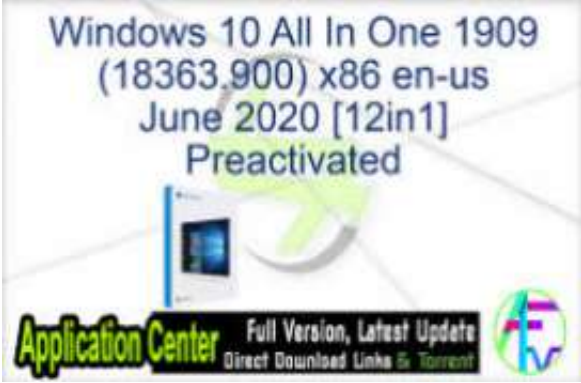 Windows 10 All In One 1909
(18363.900) x86 en-us
June 2020 [12in1]
Preactivated
Application Center
Full Version, Latest Update
Direct Download Links & Torrent